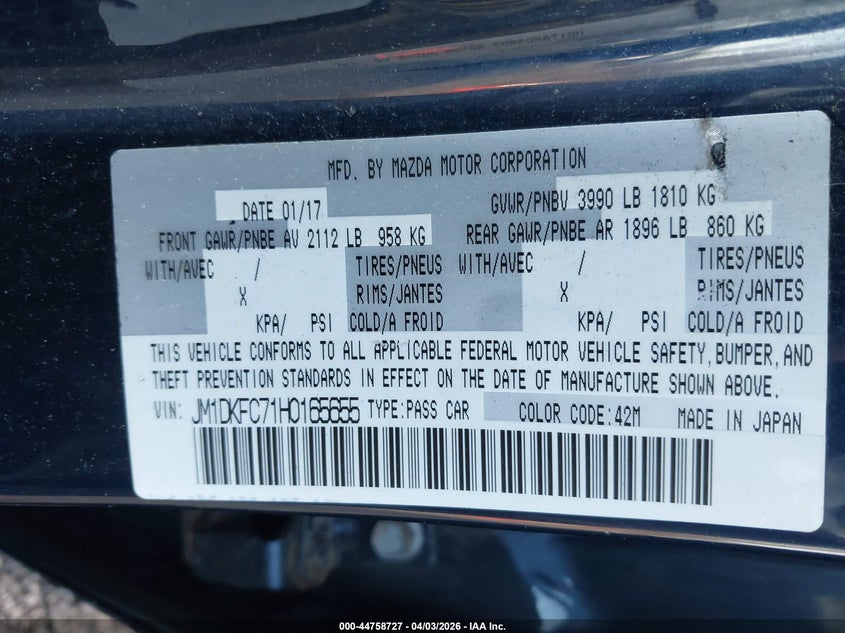 MFD. BY MAZDA MOTOR CORPORATION
DATE 01/17 GVWR/PNBV 3990 LB 1810 KG
FRONT GAWR/PNBE AV 2112 LB 958 KG REAR GAWR/PNBE AR 1896 LB 860 KG
WITH/AVEC / TIRES/PNEUS WITH/AVEC / TIRES/PNEUS
X RIMS/JANTES X RIMS/JANTES
KPA/ PSI COLD/A FROID KPA/ PSI COLD/A FROID
THIS VEHICLE CONFORMS TO ALL APPLICABLE FEDERAL MOTOR VEHICLE SAFETY, BUMPER, AND
THEFT PREVENTION STANDARDS IN EFFECT ON THE DATE OF MANUFACTURE SHOWN ABOVE.
VIN: JM1DKFC71H0165655 TYPE:PASS CAR COLOR CODE:42M MADE IN JAPAN
000-44758727 - 04/03/2026 - IAA Inc.